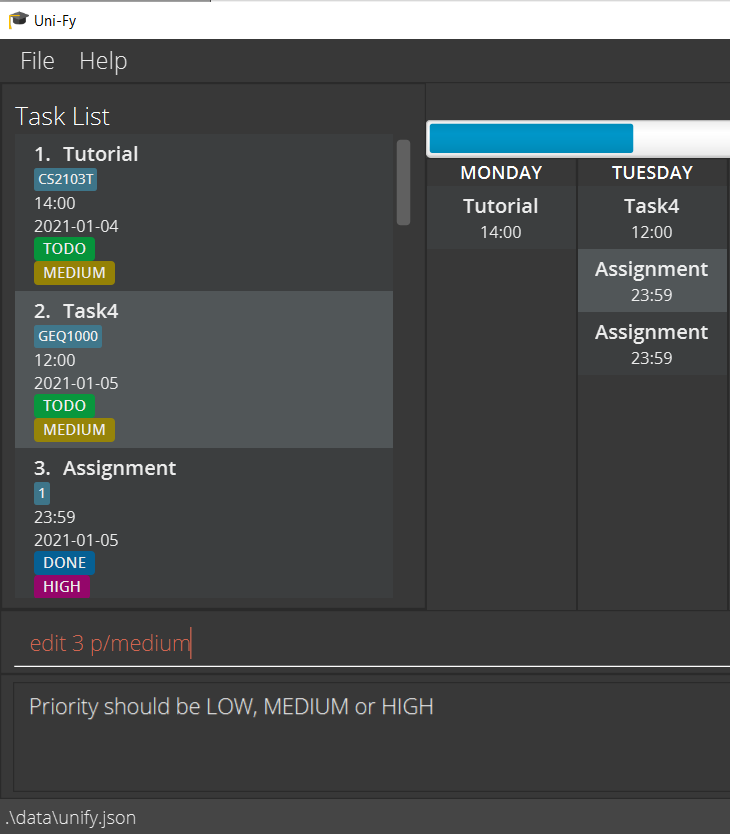 Uni-Fy
File Help
Task List
1. Tutorial
CS2103T
14:00
2021-01-04
TODO
MEDIUM
2. Task4
GEQ1000
12:00
2021-01-05
TODO
MEDIUM
3. Assignment
1
23:59
2021-01-05
DONE
HIGH
MONDAY
Tutorial
14:00
TUESDAY
Task4
12:00
Assignment
23:59
Assignment
23:59
edit 3 p/medium
Priority should be LOW, MEDIUM or HIGH
.\data\unify.json